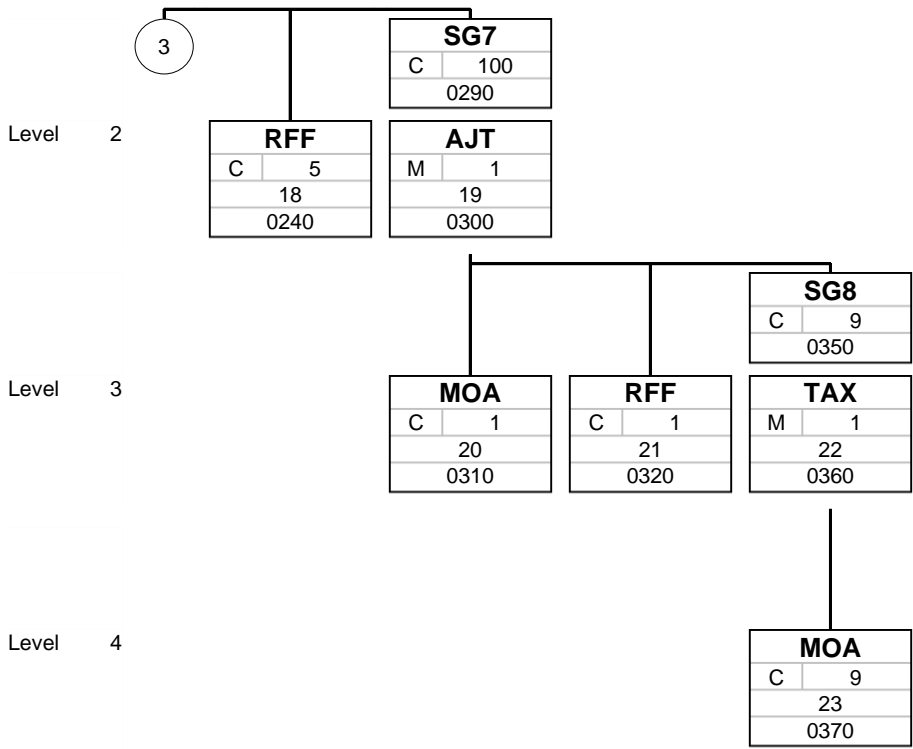 3
SG7
C 100
0290
Level 2
RFF
C 5
18
0240
AJT
M 1
19
0300
SG8
C 9
0350
Level 3
MOA
C 1
20
0310
RFF
C 1
21
0320
TAX
M 1
22
0360
Level 4
MOA
C 9
23
0370